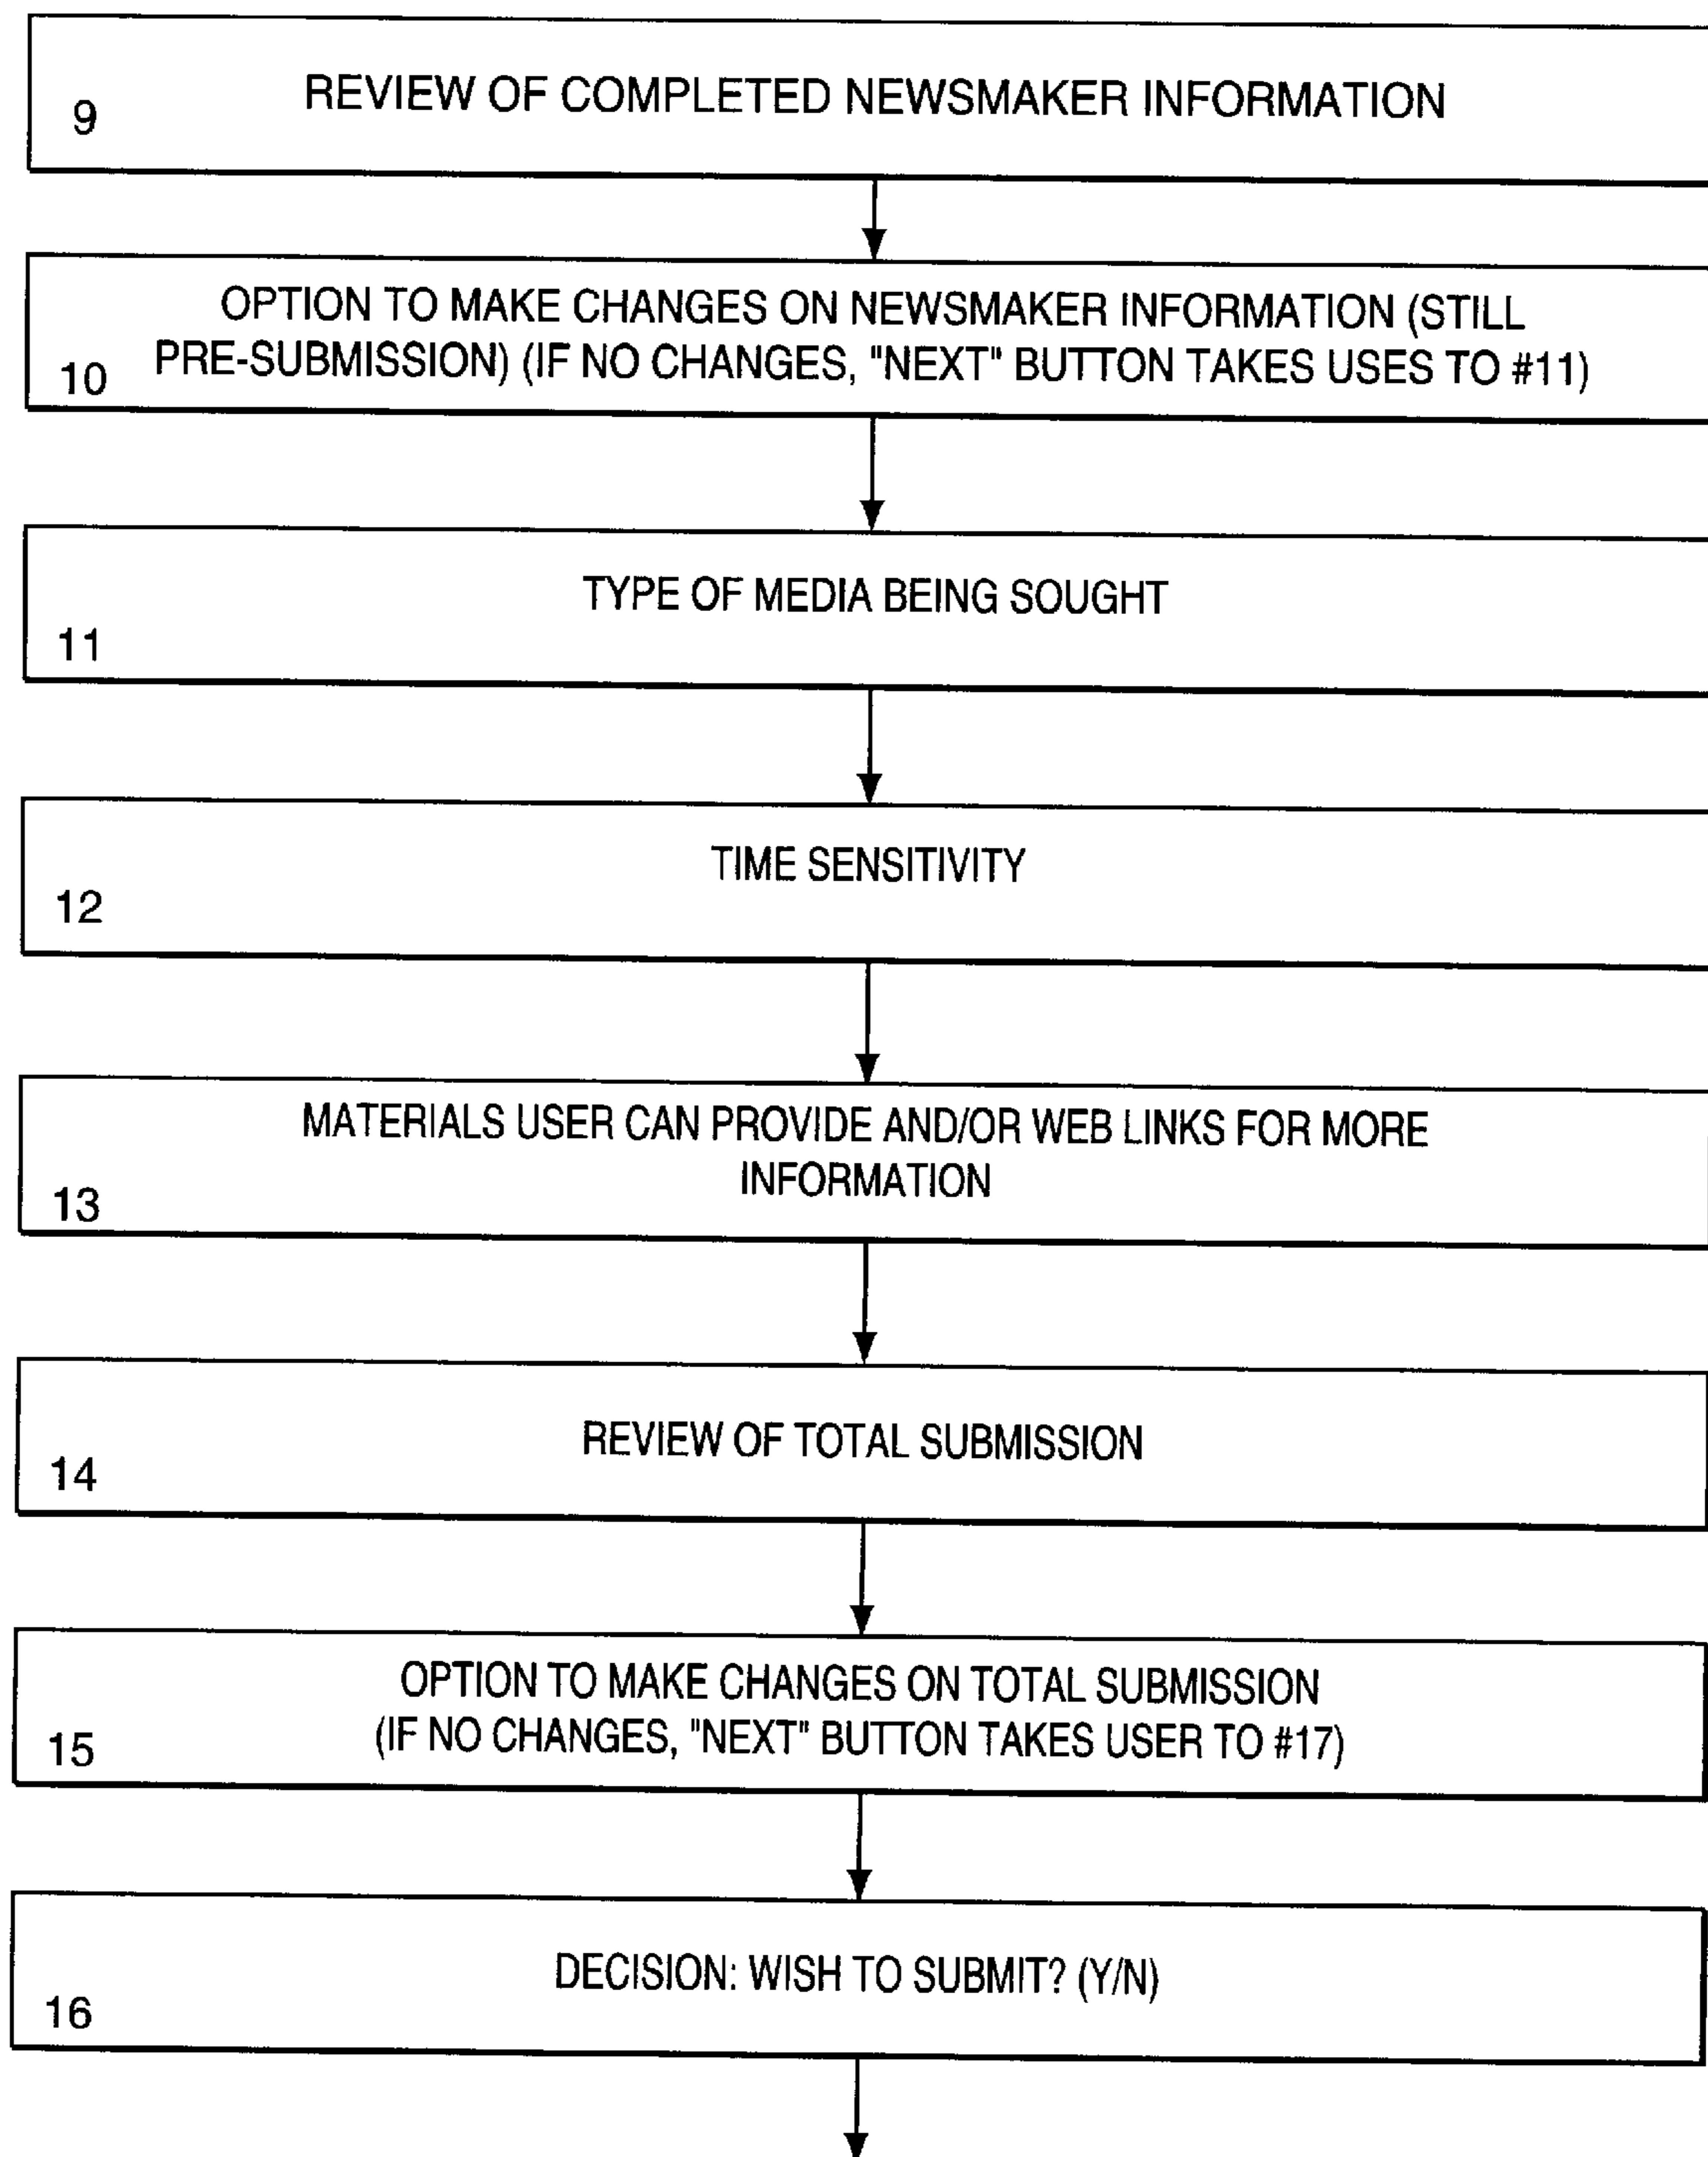 REVIEW OF COMPLETED NEWSMAKER INFORMATION
9
OPTION TO MAKE CHANGES ON NEWSMAKER INFORMATION (STILL
PRE-SUBMISSION) (IF NO CHANGES, "NEXT" BUTTON TAKES USES TO #11)
10
TYPE OF MEDIA BEING SOUGHT
11
TIME SENSITIVITY
12
MATERIALS USER CAN PROVIDE AND/OR WEB LINKS FOR MORE
INFORMATION
13
REVIEW OF TOTAL SUBMISSION
14
OPTION TO MAKE CHANGES ON TOTAL SUBMISSION
(IF NO CHANGES, "NEXT" BUTTON TAKES USER TO #17)
15
DECISION: WISH TO SUBMIT? (Y/N)
16